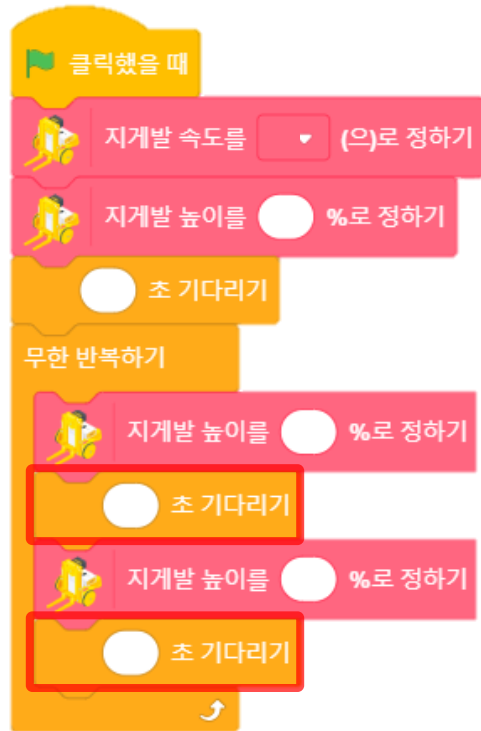 클릭했을 때
지게발 속도를 (으)로 정하기
지게발 높이를 %로 정하기
초 기다리기
무한 반복하기
지게발 높이를 %로 정하기
초 기다리기
지게발 높이를 %로 정하기
초 기다리기